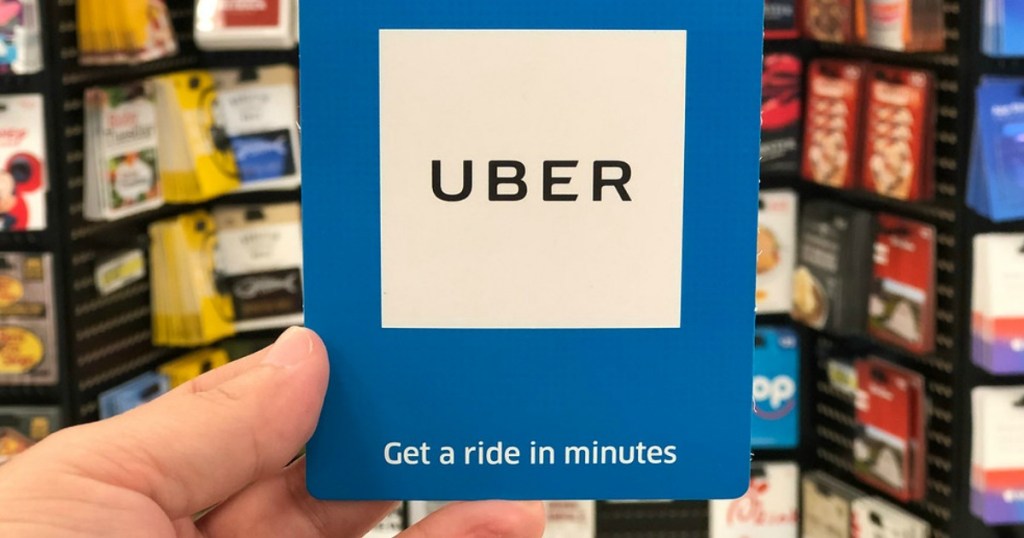 UBER
Get a ride in minutes